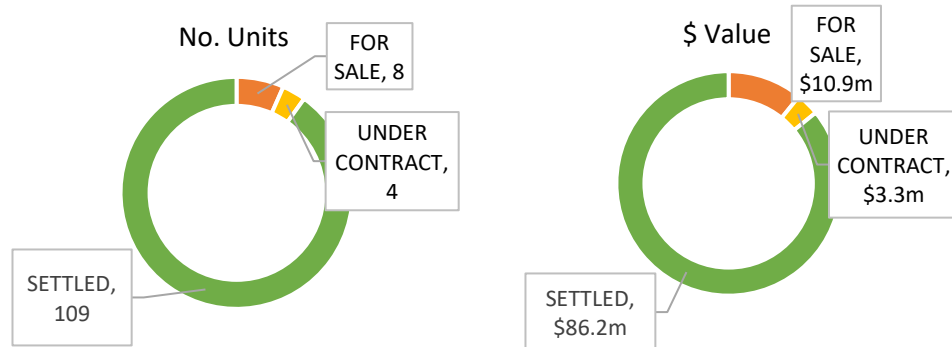 No. Units
FOR
SALE, 8
UNDER
CONTRACT,
4
SETTLED,
109
$ Value
FOR
SALE,
$10.9m
UNDER
CONTRACT,
$3.3m
SETTLED,
$86.2m